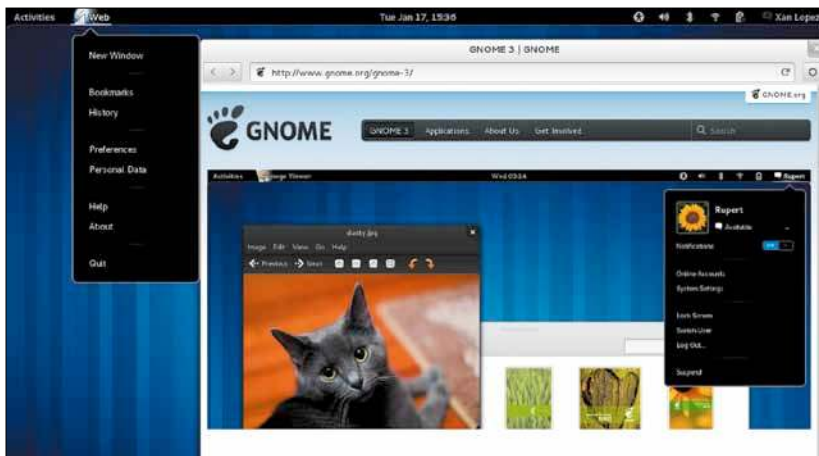 Activities Web Tue Jan 17, 15:36 Xan Lopez
New Window
Bookmarks
History
Preferences
Personal Data
Help
About
Quit
GNOME 3 | GNOME
http://www.gnome.org/gnome-3/
GNOME.org
GNOME
GNOME 3 Applications About Us Get Involved Search
Activities Image Viewer Wed 03:14 Rupert
dusty.jpg
Image Edit View Go Help
Previous Next
Rupert
Available
Notifications
Online Accounts
System Settings
Lock Screen
Switch User
Log Out...
Suspend